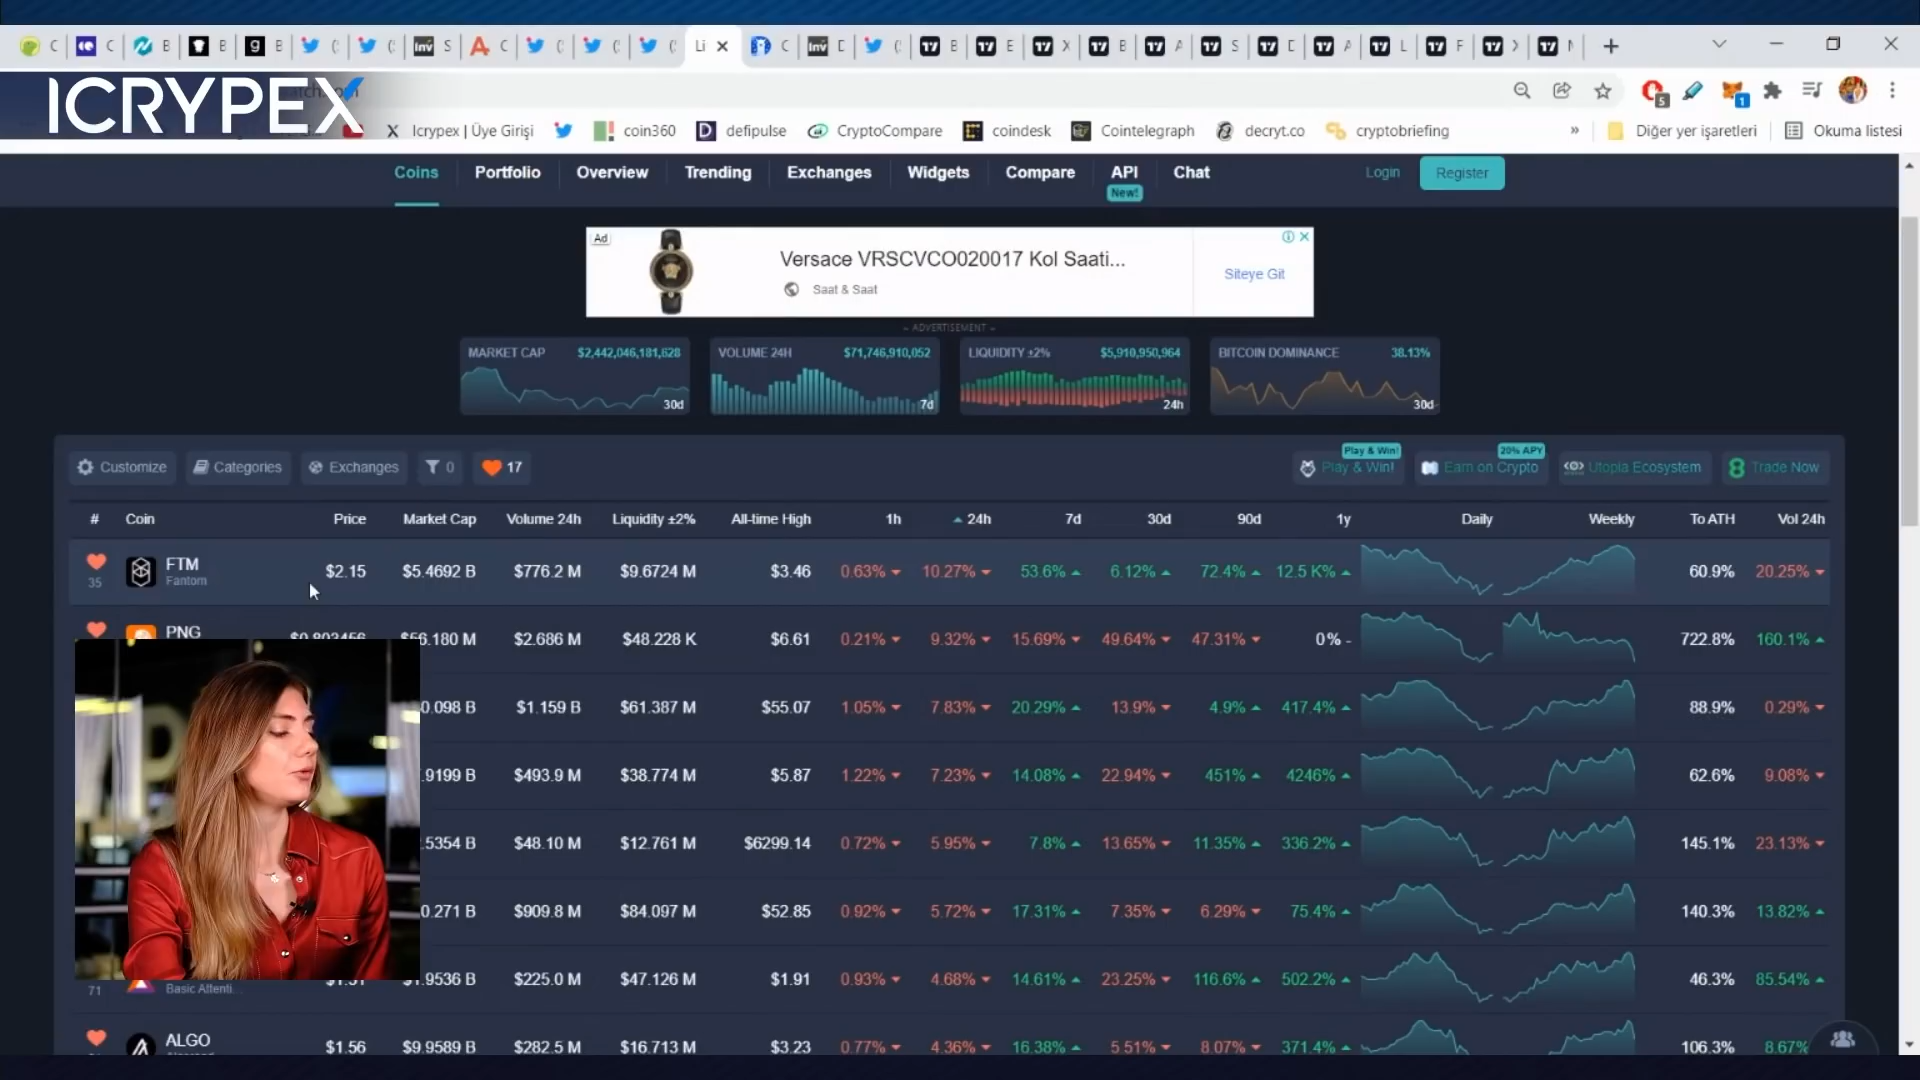 ICRYPEX
Icrypex | Üye Girişi
coin360
defipulse
CryptoCompare
coindesk
Cointelegraph
decryt.co
cryptobriefing
»
Diğer yer işaretleri
Okuma listesi
Coins
Portfolio
Overview
Trending
Exchanges
Widgets
Compare
API
New!
Chat
Login
Register
Ad
Versace VRSCVCO020017 Kol Saati...
Saat & Saat
Siteye Git
~ ADVERTISEMENT ~
MARKET CAP $2,442,046,181,628
30d
VOLUME 24H $71,746,910,052
7d
LIQUIDITY ±2% $5,910,950,964
24h
BITCOIN DOMINANCE 38.13%
30d
Customize
Categories
Exchanges
0
17
Play & Win!
Play & Win!
20% APY
Earn on Crypto
Utopia Ecosystem
Trade Now
# Coin Price Market Cap Volume 24h Liquidity ±2% All-time High 1h 24h 7d 30d 90d 1y Daily Weekly To ATH Vol 24h
35 FTM Fantom $2.15 $5.4692 B $776.2 M $9.6724 M $3.46 0.63% 10.27% 53.6% 6.12% 72.4% 12.5 K% 60.9% 20.25%
PNG $0.803456 $56.180 M $2.686 M $48.228 K $6.61 0.21% 9.32% 15.69% 49.64% 47.31% 0% - 722.8% 160.1%
0.098 B $1.159 B $61.387 M $55.07 1.05% 7.83% 20.29% 13.9% 4.9% 417.4% 88.9% 0.29%
.9199 B $493.9 M $38.774 M $5.87 1.22% 7.23% 14.08% 22.94% 451% 4246% 62.6% 9.08%
.5354 B $48.10 M $12.761 M $6299.14 0.72% 5.95% 7.8% 13.65% 11.35% 336.2% 145.1% 23.13%
0.271 B $909.8 M $84.097 M $52.85 0.92% 5.72% 17.31% 7.35% 6.29% 75.4% 140.3% 13.82%
71 Basic Attenti... .9536 B $225.0 M $47.126 M $1.91 0.93% 4.68% 14.61% 23.25% 116.6% 502.2% 46.3% 85.54%
ALGO $1.56 $9.9589 B $282.5 M $16.713 M $3.23 0.77% 4.36% 16.38% 5.51% 8.07% 371.4% 106.3% 8.67%